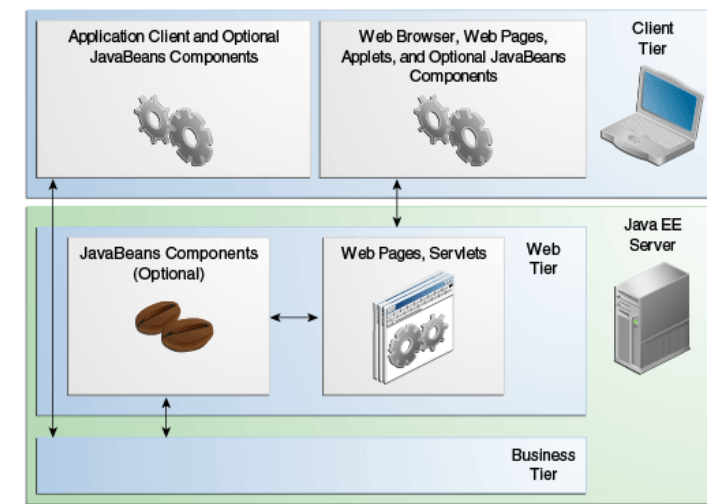 Application Client and Optional
JavaBeans Components
Web Browser, Web Pages,
Applets, and Optional JavaBeans
Components
Client
Tier
Java EE
Server
JavaBeans Components
(Optional)
Web Pages, Servlets
Web
Tier
Business
Tier